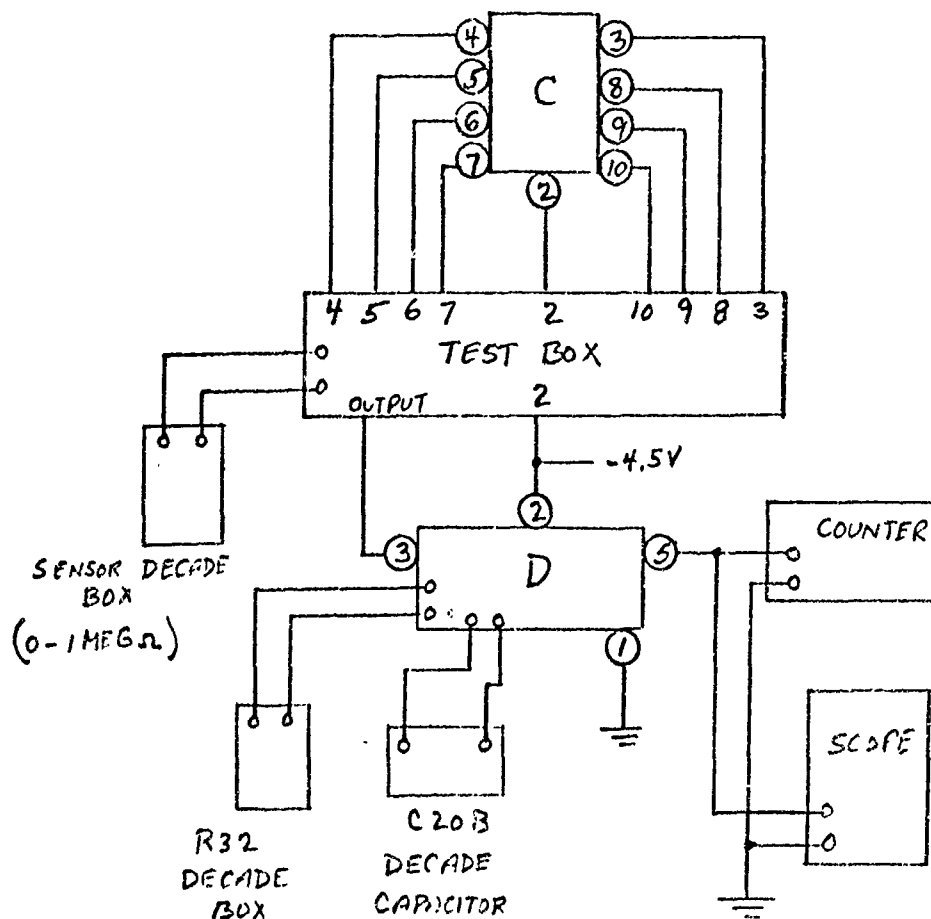 4
3
5
C
8
6
9
7
10
2
4 5 6 7 2 10 9 8 3
TEST BOX
OUTPUT
2
-4.5V
2
COUNTER
3
D
5
SENSOR DECADE
BOX
(0-1MEGΩ)
1
SCOPE
R32
DECADE
BOX
C20B
DECADE
CAPACITOR